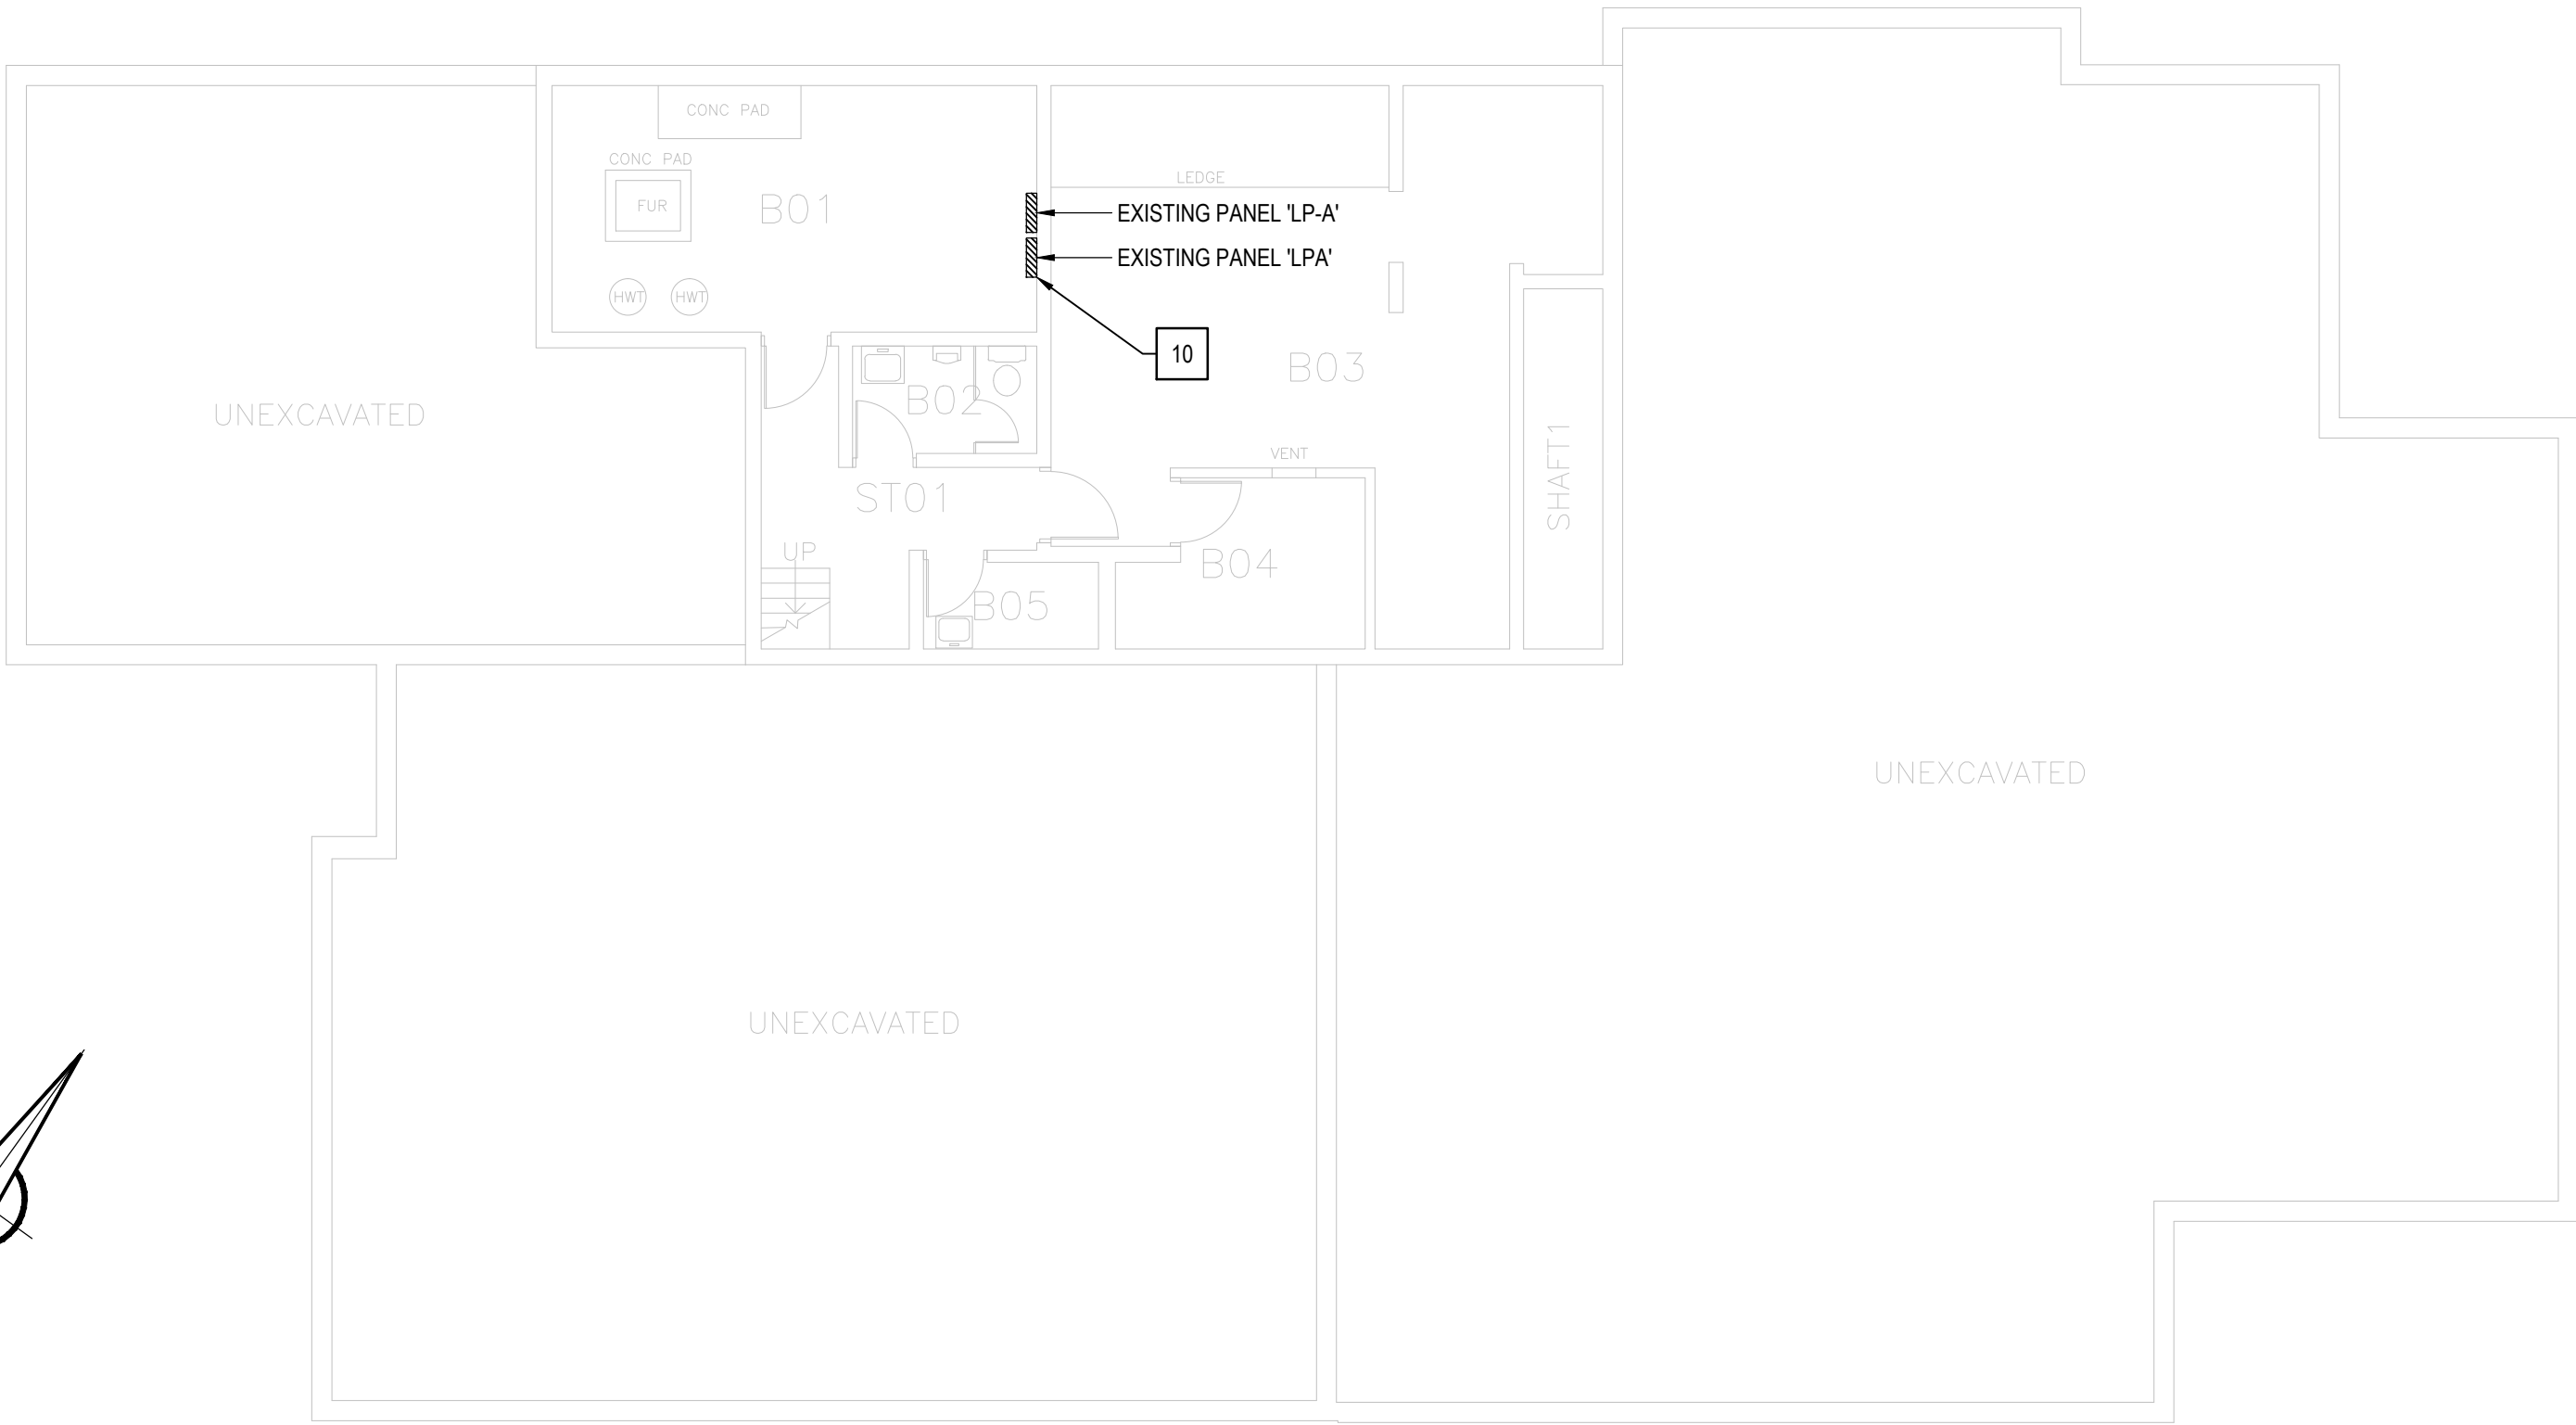 CONC PAD
CONC PAD
FUR
B01
LEDGE
EXISTING PANEL 'LP-A'
EXISTING PANEL 'LPA'
HWT
HWT
10
B03
B02
UNEXCAVATED
VENT
SHAFT1
ST01
UP
B04
B05
UNEXCAVATED
UNEXCAVATED